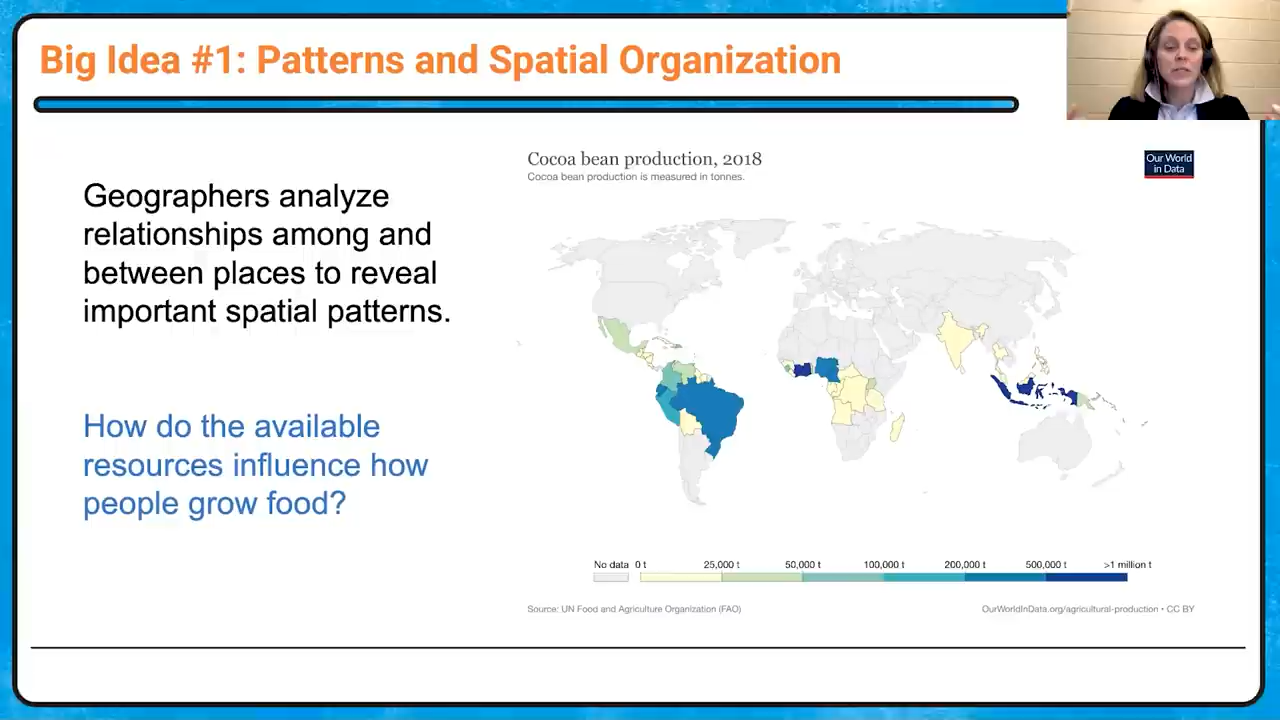 Big Idea #1: Patterns and Spatial Organization
Geographers analyze
relationships among and
between places to reveal
important spatial patterns.
How do the available
resources influence how
people grow food?
Cocoa bean production, 2018
Cocoa bean production is measured in tonnes.
Our World
in Data
No data 0 t 25,000 t 50,000 t 100,000 t 200,000 t 500,000 t >1 million t
Source: UN Food and Agriculture Organization (FAO)
OurWorldInData.org/agricultural-production • CC BY